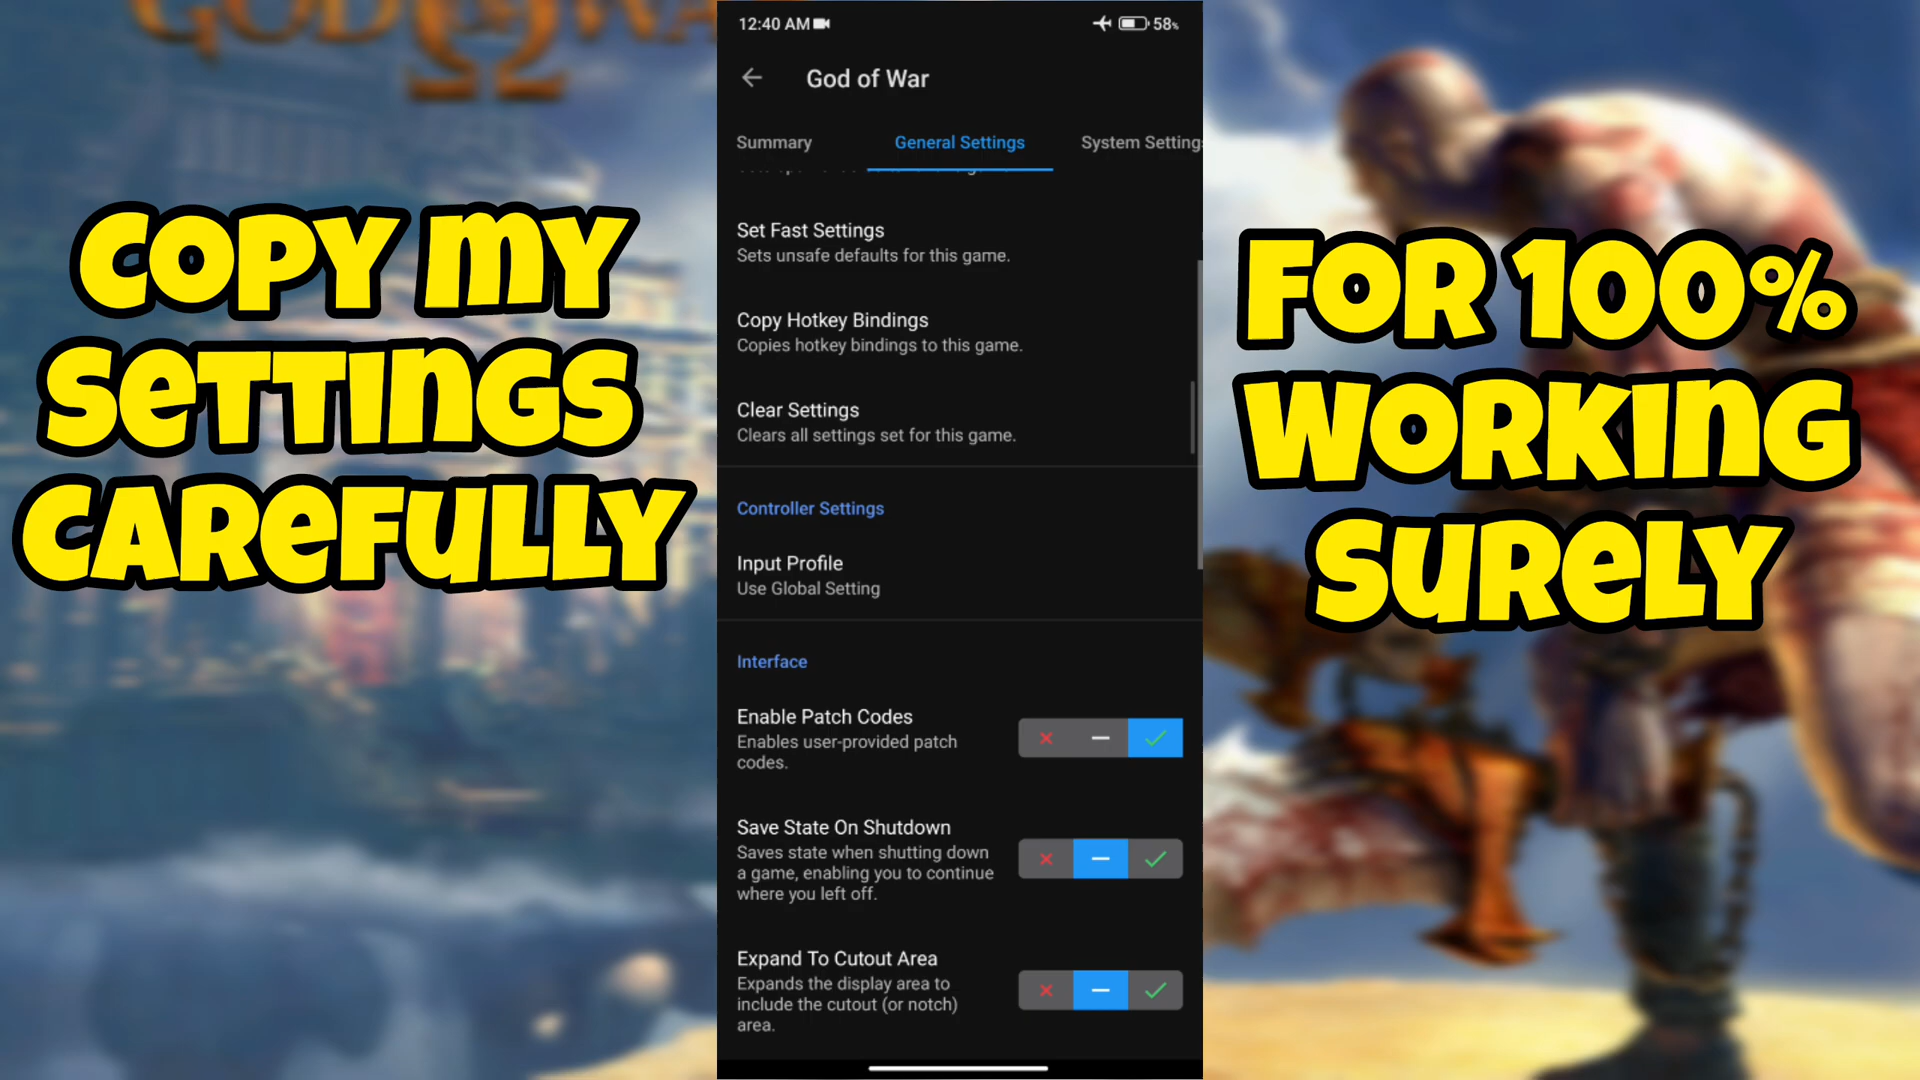 GOD OF WA
12:40 AM
58%
God of War
Summary
General Settings
System Setting
COPY MY
SETTINGS
CAREFULLY
Set Fast Settings
Sets unsafe defaults for this game.
Copy Hotkey Bindings
Copies hotkey bindings to this game.
Clear Settings
Clears all settings set for this game.
Controller Settings
Input Profile
Use Global Setting
Interface
Enable Patch Codes
Enables user-provided patch
codes.
Save State On Shutdown
Saves state when shutting down
a game, enabling you to continue
where you left off.
Expand To Cutout Area
Expands the display area to
include the cutout (or notch)
area.
FOR 100%
WORKING
SURELY